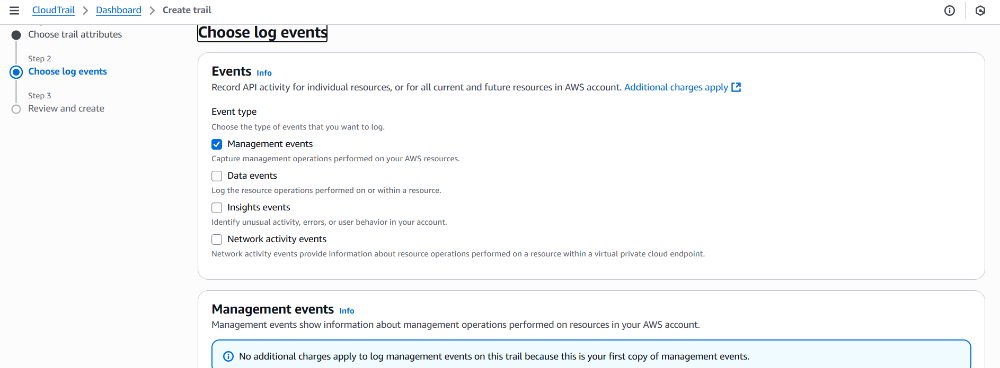 CloudTrail > Dashboard > Create trail
Choose trail attributes
Step 2
Choose log events
Step 3
Review and create
Choose log events
Events Info
Record API activity for individual resources, or for all current and future resources in AWS account. Additional charges apply
Event type
Choose the type of events that you want to log.
Management events
Capture management operations performed on your AWS resources.
Data events
Log the resource operations performed on or within a resource.
Insights events
Identify unusual activity, errors, or user behavior in your account.
Network activity events
Network activity events provide information about resource operations performed on a resource within a virtual private cloud endpoint.
Management events Info
Management events show information about management operations performed on resources in your AWS account.
No additional charges apply to log management events on this trail because this is your first copy of management events.